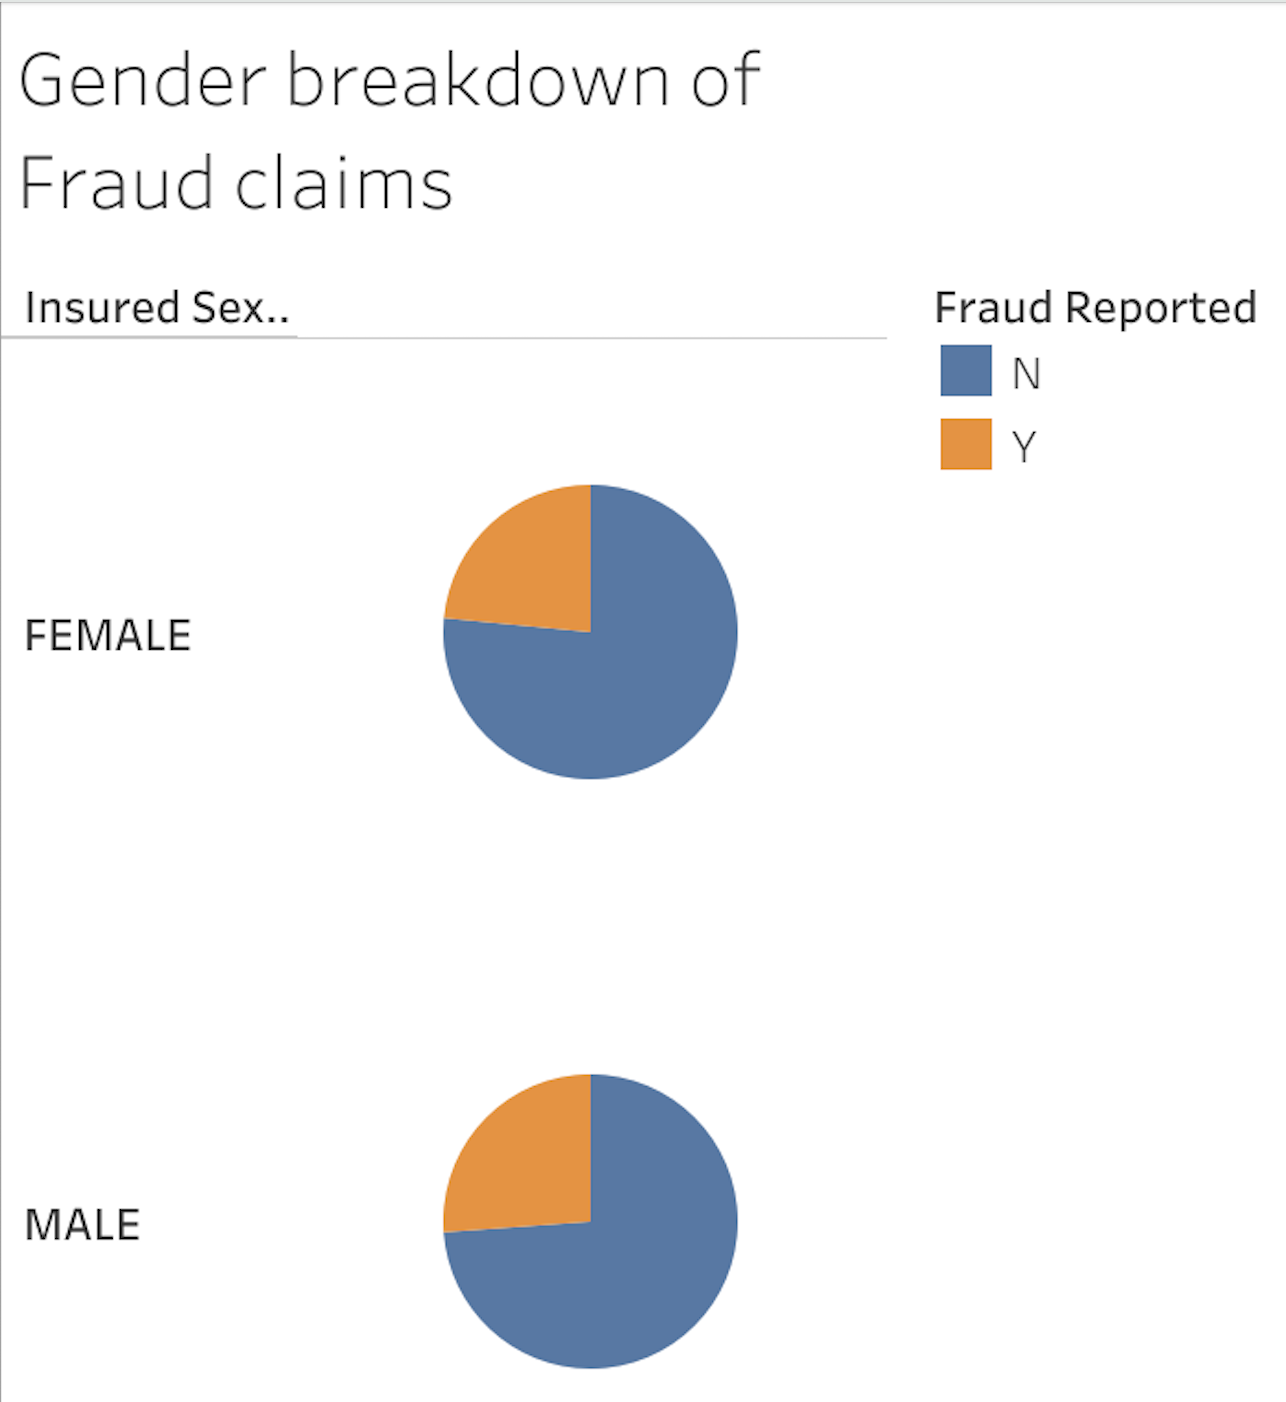 Gender breakdown of
Fraud claims
Insured Sex..
Fraud Reported
N
Y
FEMALE
MALE